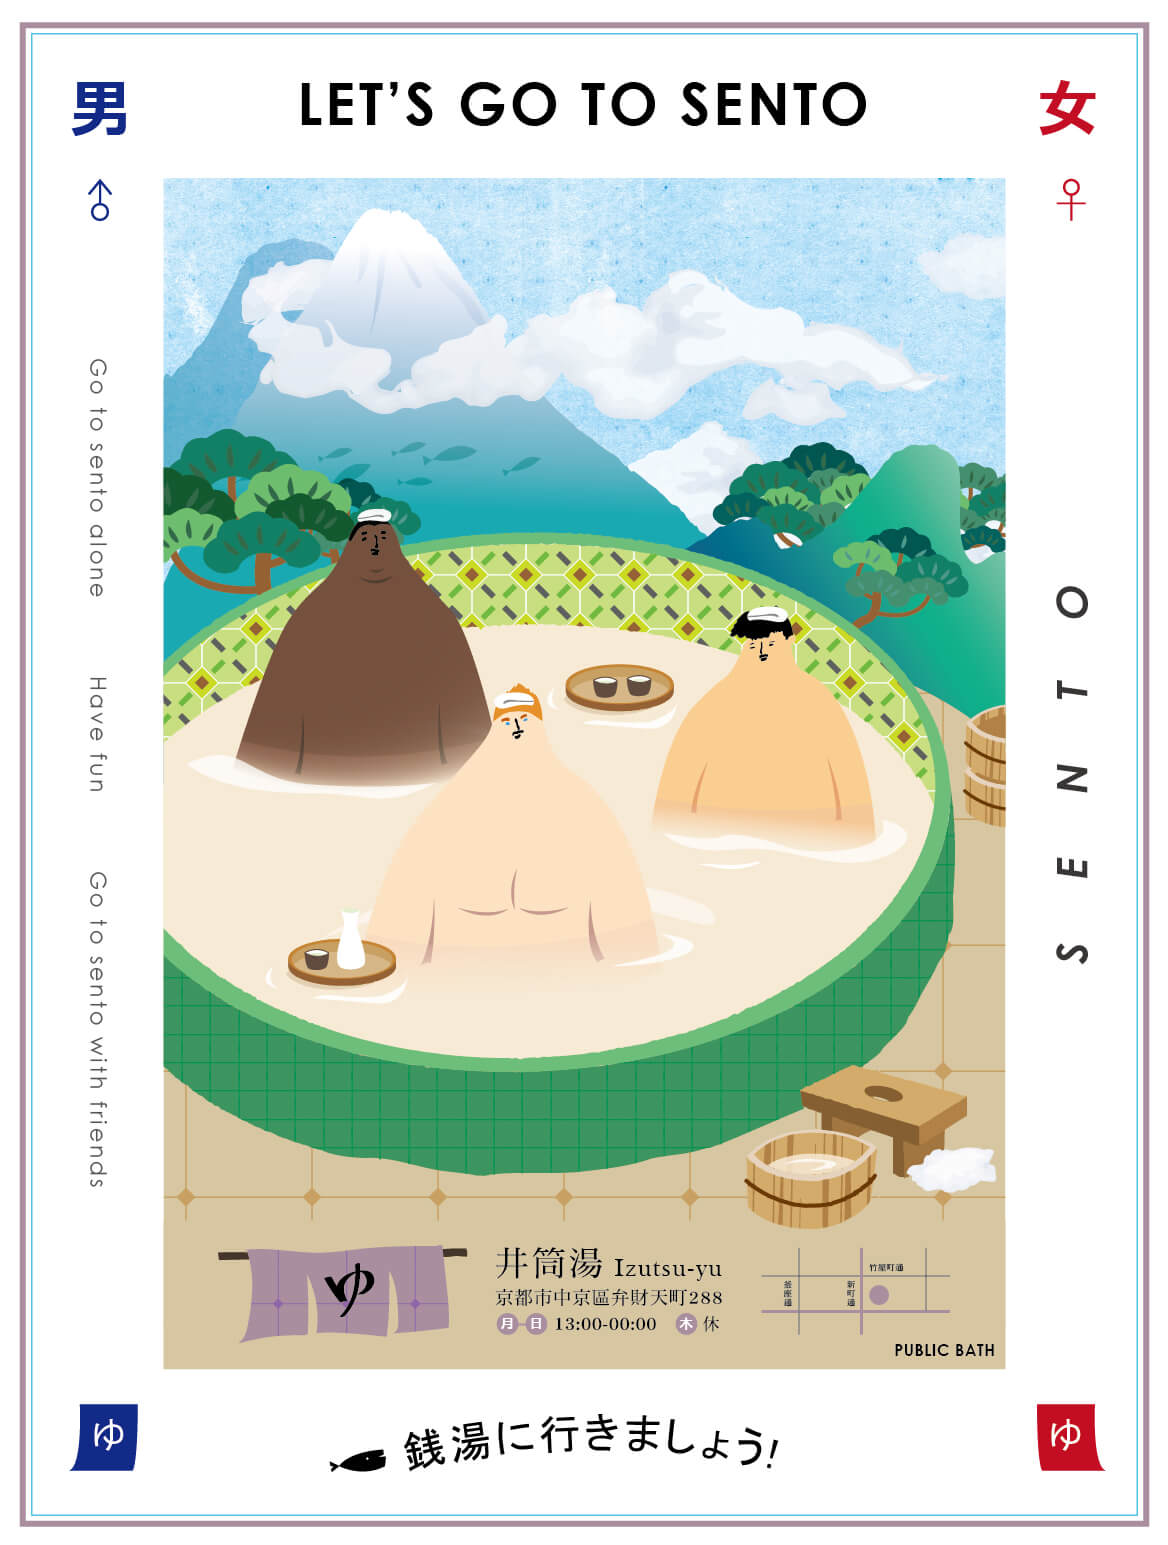 男
LET'S GO TO SENTO
女
Go to sento alone
Have fun
Go to sento with friends
SENTO
ゆ
井筒湯 Izutsu-yu
京都市中京區弁財天町288
月-日 13:00-00:00 木 休
竹屋町通
釜座通
新町通
PUBLIC BATH
ゆ
銭湯に行きましょう!
ゆ